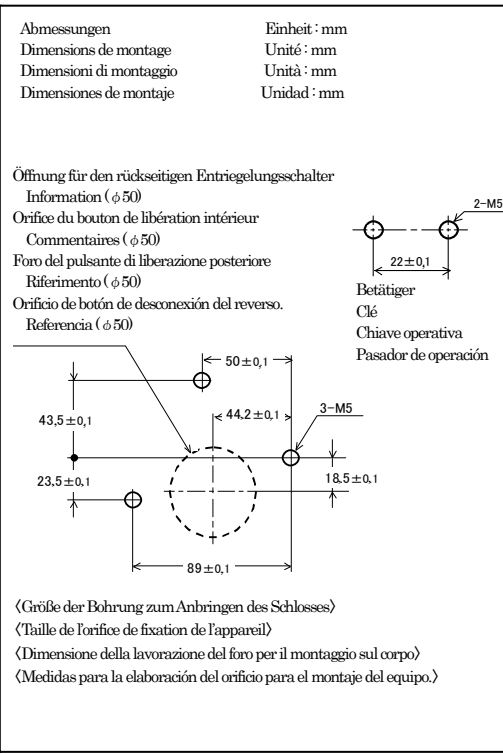 Abmessungen Einheit : mm
Dimensions de montage Unité : mm
Dimensioni di montaggio Unità : mm
Dimensiones de montaje Unidad : mm
Öffnung für den rückseitigen Entriegelungsschalter
Information ( φ 50)
Orifice du bouton de libération intérieur
Commentaires ( φ 50)
Foro del pulsante di liberazione posteriore
Riferimento ( φ 50)
Orificio de botón de desconexión del reverso.
Referencia ( φ 50)
2-M5
22±0,1
Betätiger
Clé
Chiave operativa
Pasador de operación
50±0,1
43,5±0,1
44,2±0,1
3-M5
23,5±0,1
18,5±0,1
89±0,1
〈Größe der Bohrung zum Anbringen des Schlosses〉
〈Taille de l'orifice de fixation de l'appareil〉
〈Dimensione della lavorazione del foro per il montaggio sul corpo〉
〈Medidas para la elaboración del orificio para el montaje del equipo.〉